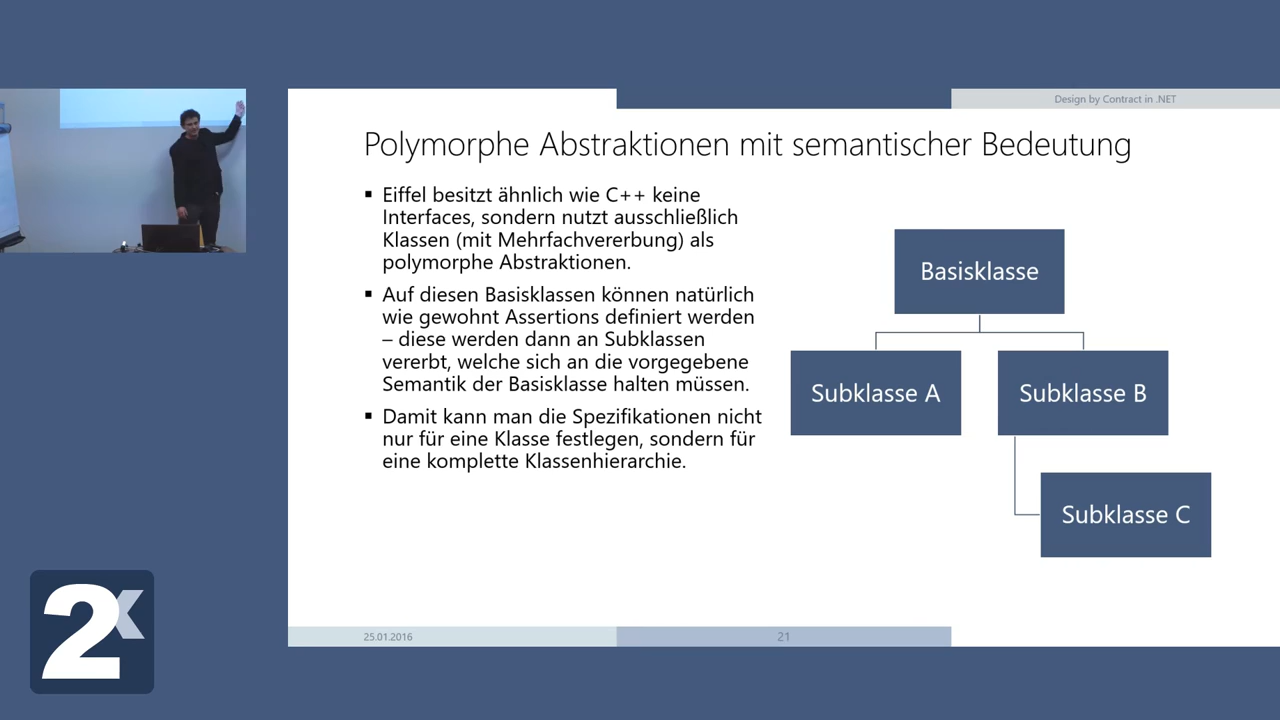 Design by Contract in .NET
Polymorphe Abstraktionen mit semantischer Bedeutung
▪ Eiffel besitzt ähnlich wie C++ keine
Interfaces, sondern nutzt ausschließlich
Klassen (mit Mehrfachvererbung) als
polymorphe Abstraktionen.
▪ Auf diesen Basisklassen können natürlich
wie gewohnt Assertions definiert werden
– diese werden dann an Subklassen
vererbt, welche sich an die vorgegebene
Semantik der Basisklasse halten müssen.
▪ Damit kann man die Spezifikationen nicht
nur für eine Klasse festlegen, sondern für
eine komplette Klassenhierarchie.
Basisklasse
Subklasse A
Subklasse B
Subklasse C
25.01.2016
21
2x